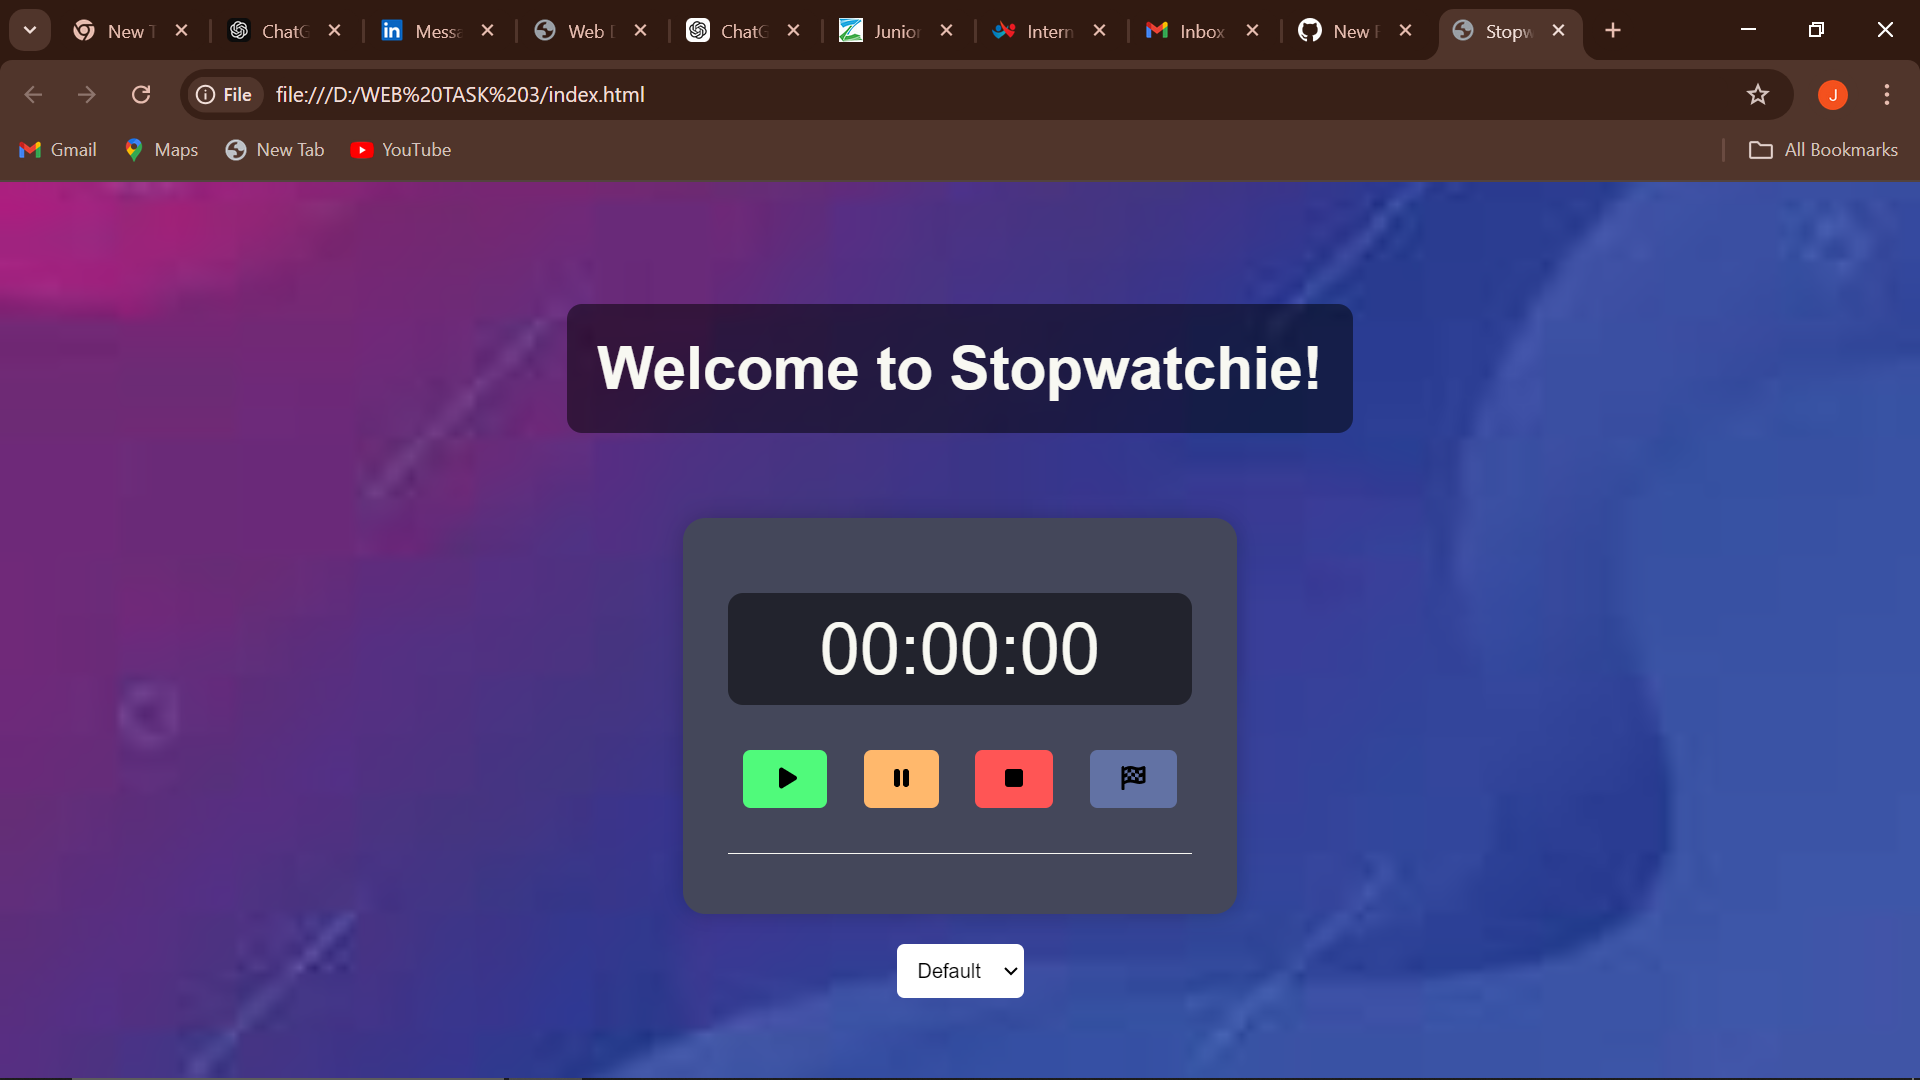 New T
ChatG
Messa
Web D
ChatG
Junior
Intern
Inbox
New
Stopw
File
file:///D:/WEB%20TASK%203/index.html
J
Gmail
Maps
New Tab
YouTube
All Bookmarks
Welcome to Stopwatchie!
00:00:00
Default